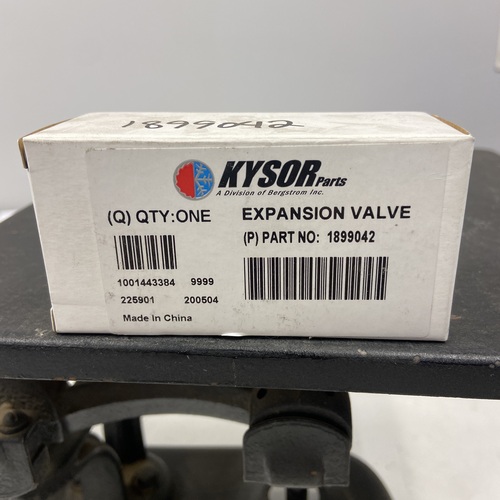 1899042
KYSOR Parts
A Division of Bergstrom Inc.
(Q) QTY:ONE EXPANSION VALVE
(P) PART NO: 1899042
1001443384 9999
225901 200504
Made In China